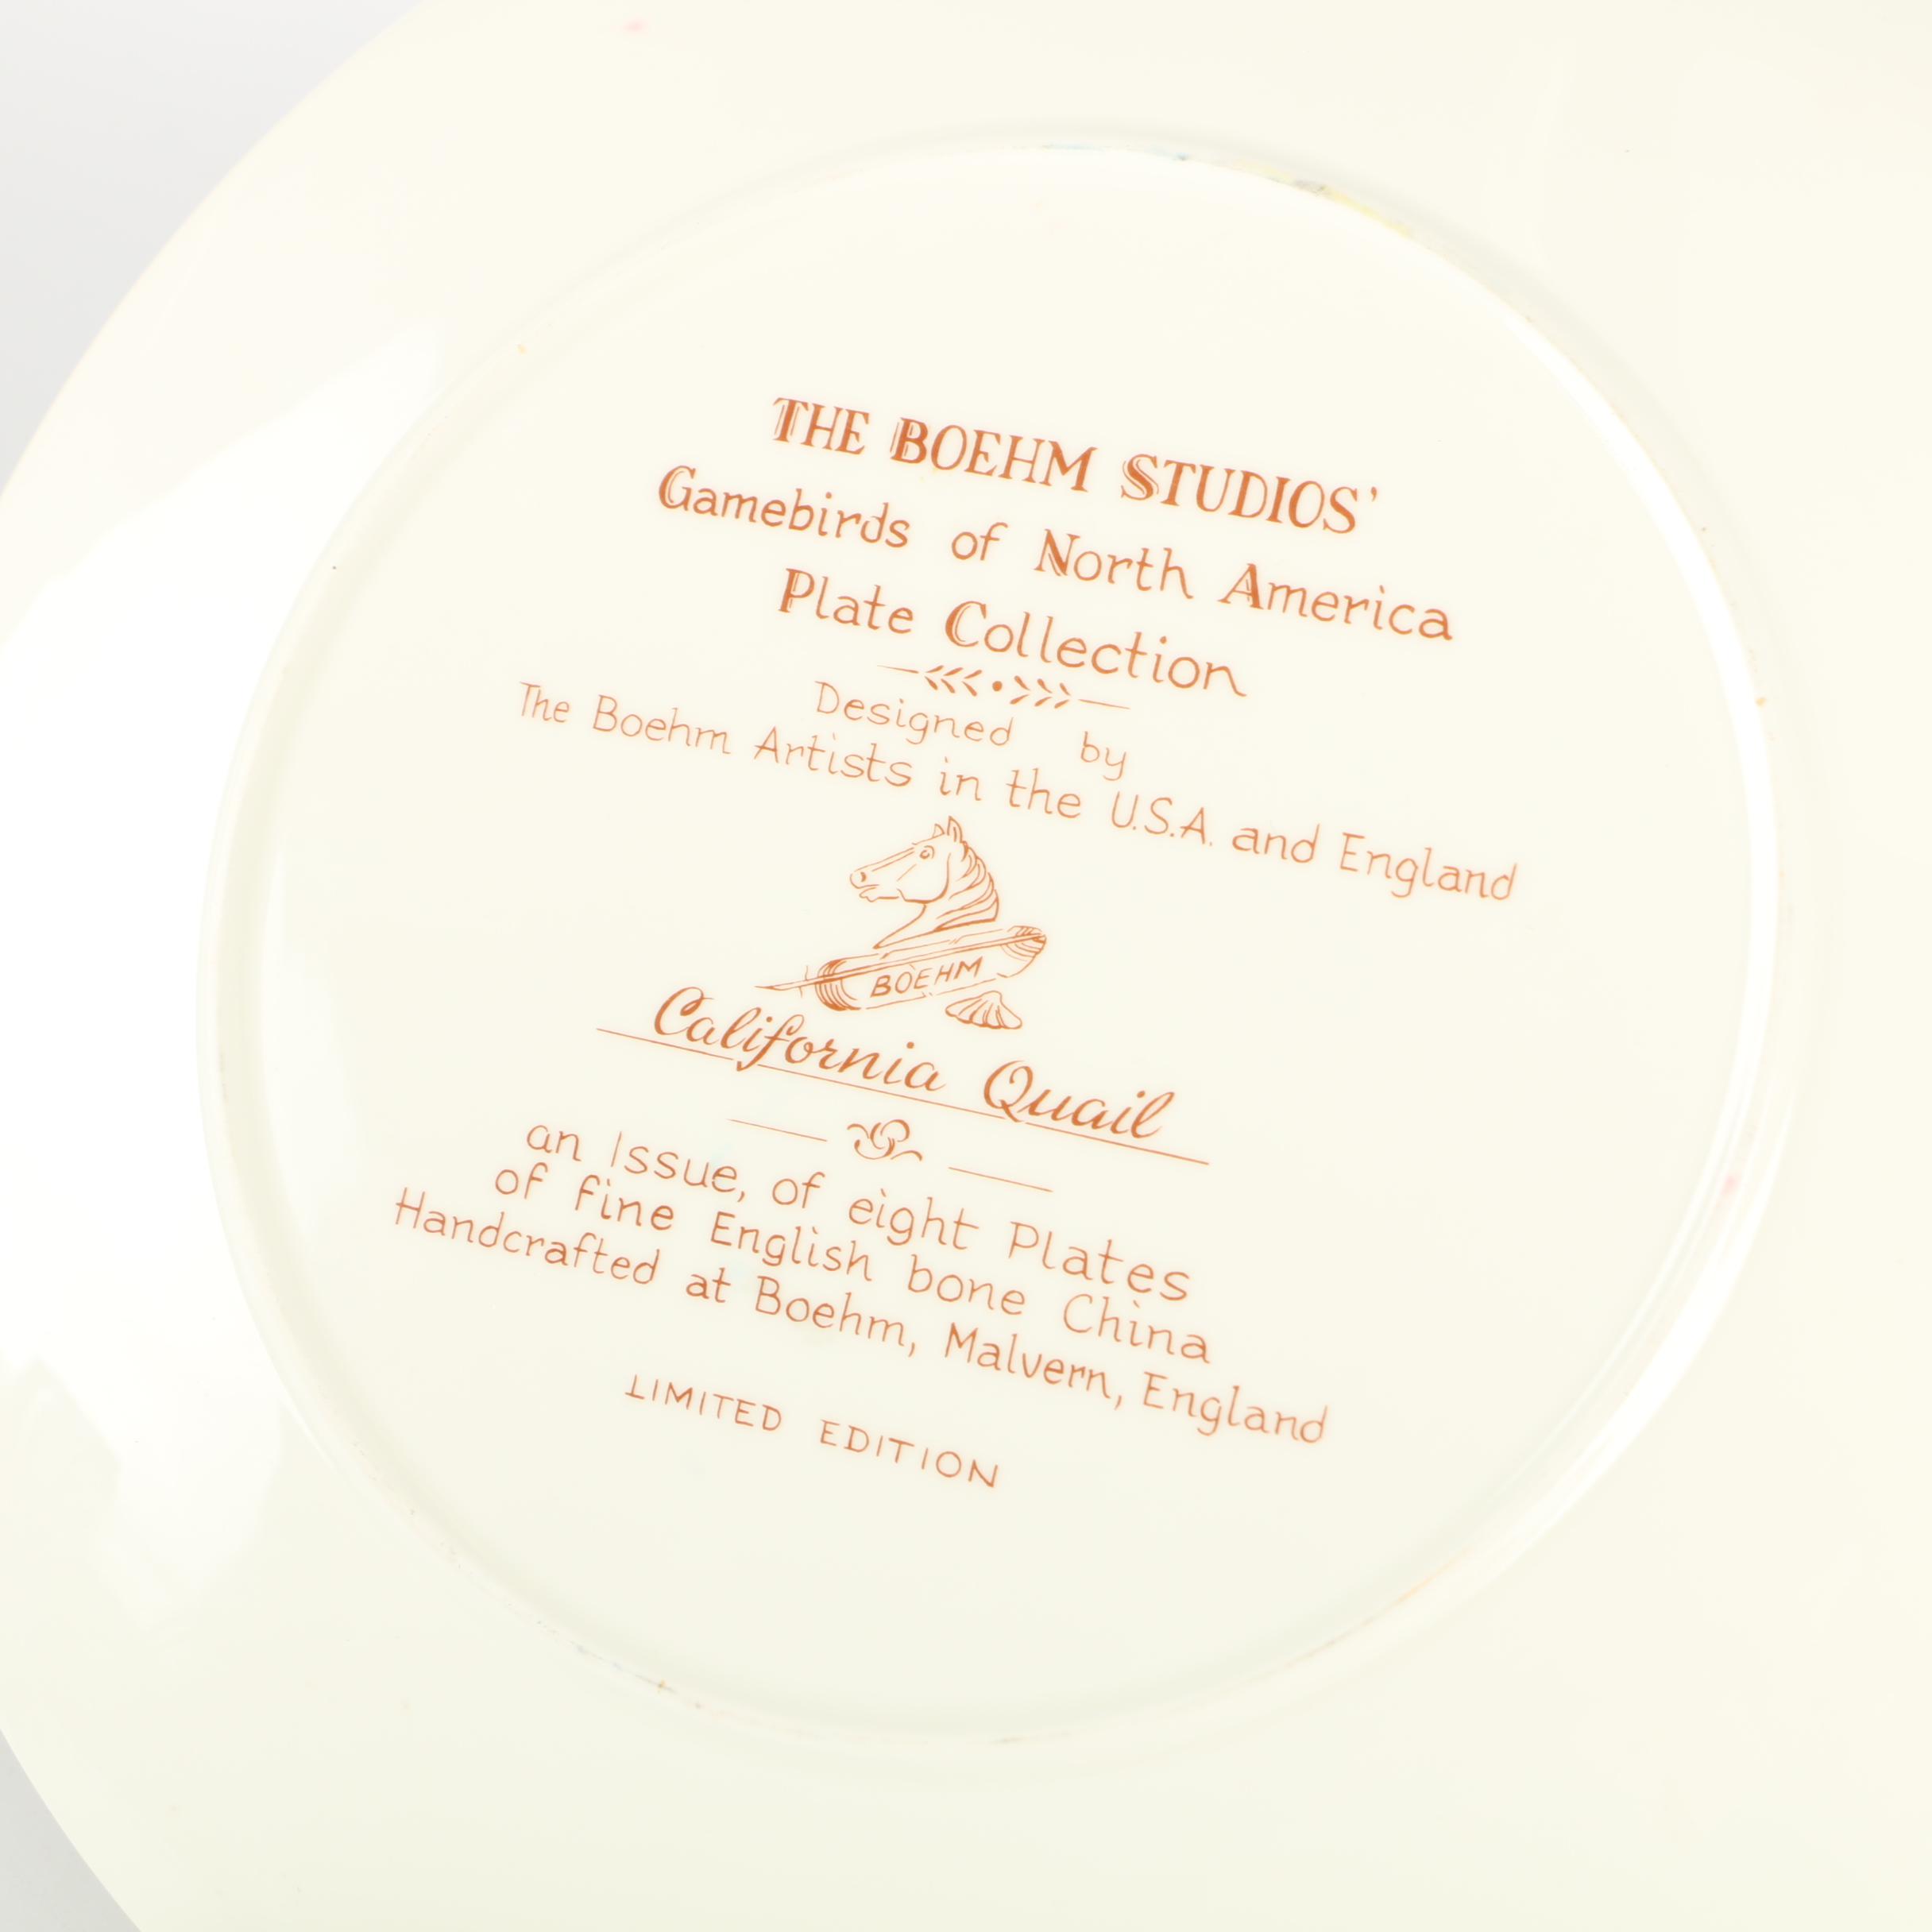 THE BOEHM STUDIOS'
Gamebirds of North America
Plate Collection
Designed by
The Boehm Artists in the U.S.A. and England
BOEHM
California Quail
an Issue, of eight Plates
of fine English bone China
Handcrafted at Boehm, Malvern, England
LIMITED EDITION